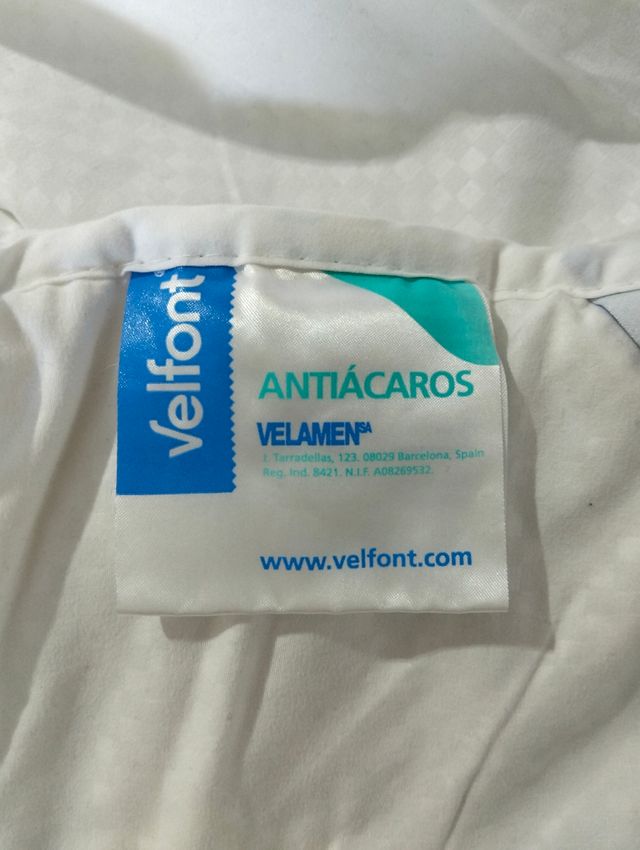 Velfont
ANTIÁCAROS
VELAMEN SA
J. Tarradellas, 123. 08029 Barcelona, Spain
Reg. Ind. 8421. N.I.F. A08269532.
www.velfont.com